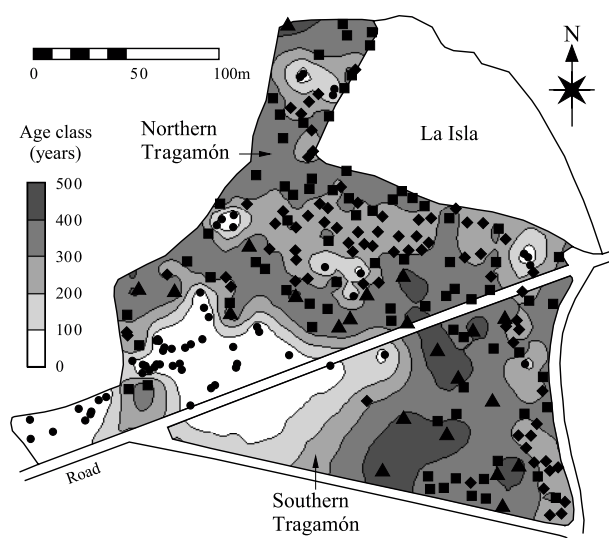 N
0
50
100m
Age class
(years)
500
400
300
200
100
0
Northern
Tragamón
La Isla
Road
Southern
Tragamón